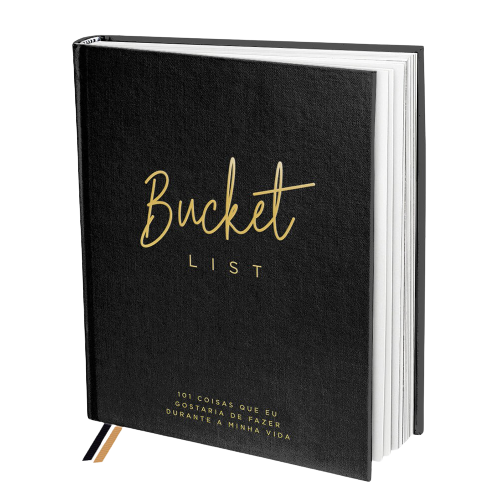 Bucket
LIST
101 COISAS QUE EU
GOSTARIA DE FAZER
DURANTE A MINHA VIDA